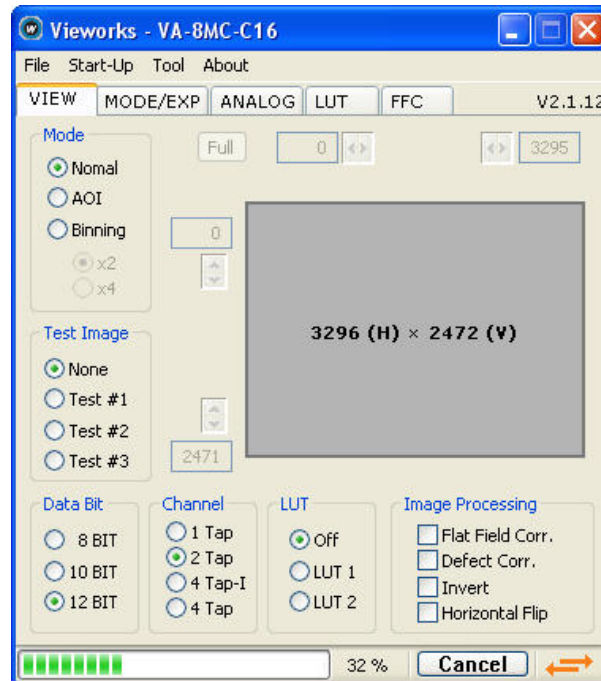 Vieworks - VA-8MC-C16
File Start-Up Tool About
VIEW MODE/EXP ANALOG LUT FFC V2.1.12
Mode
Full 0 3295
Nomal
AOI
Binning 0
x2
x4
3296 (H) × 2472 (V)
Test Image
None
Test #1
Test #2
Test #3 2471
Data Bit Channel LUT Image Processing
8 BIT 1 Tap Off Flat Field Corr.
10 BIT 2 Tap LUT 1 Defect Corr.
12 BIT 4 Tap-I LUT 2 Invert
4 Tap Horizontal Flip
32 % Cancel